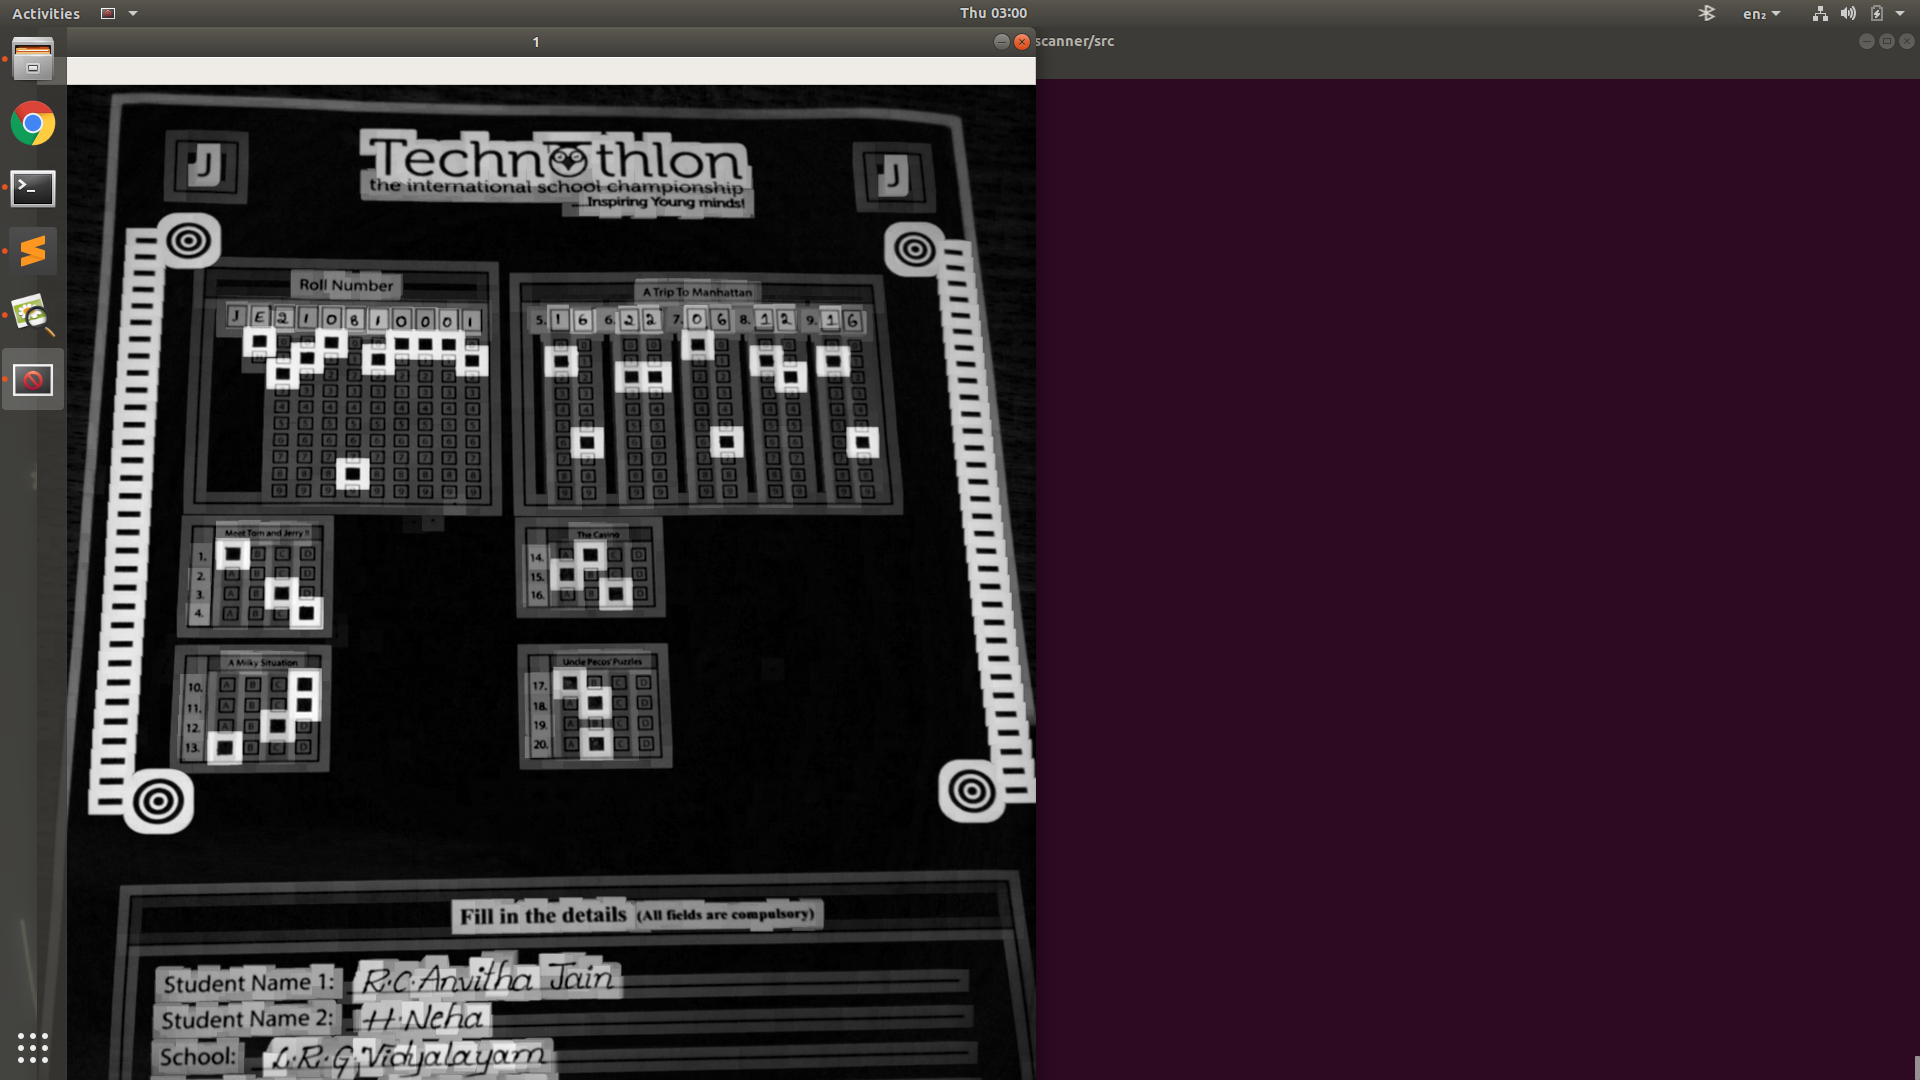 Activities
Thu 03:00
en₂
1
scanner/src
J
Technothlon
J
the international school championship
Inspiring Young minds!
Roll Number
J E 2 1 0 8 1 0 0 0 1
A Trip To Manhattan
5. 1 6 6. 2 2 7. 0 6 8. 1 2 9. 1 6
Meet Tom and Jerry !!
1. B C D
2. A B C D
3. A B D
4. A B C
The Casino
14. A C D
15. B C D
16. A B D
A Milky Situation
10. A B C
11. A B C
12. A B D
13. B C D
Uncle Pecos' Puzzles
17. B C D
18. A C D
19. A B C D
20. A C D
Fill in the details (All fields are compulsory)
Student Name 1: R.C.Anvitha Jain
Student Name 2: H.Neha
School: L.R.G.Vidyalayam